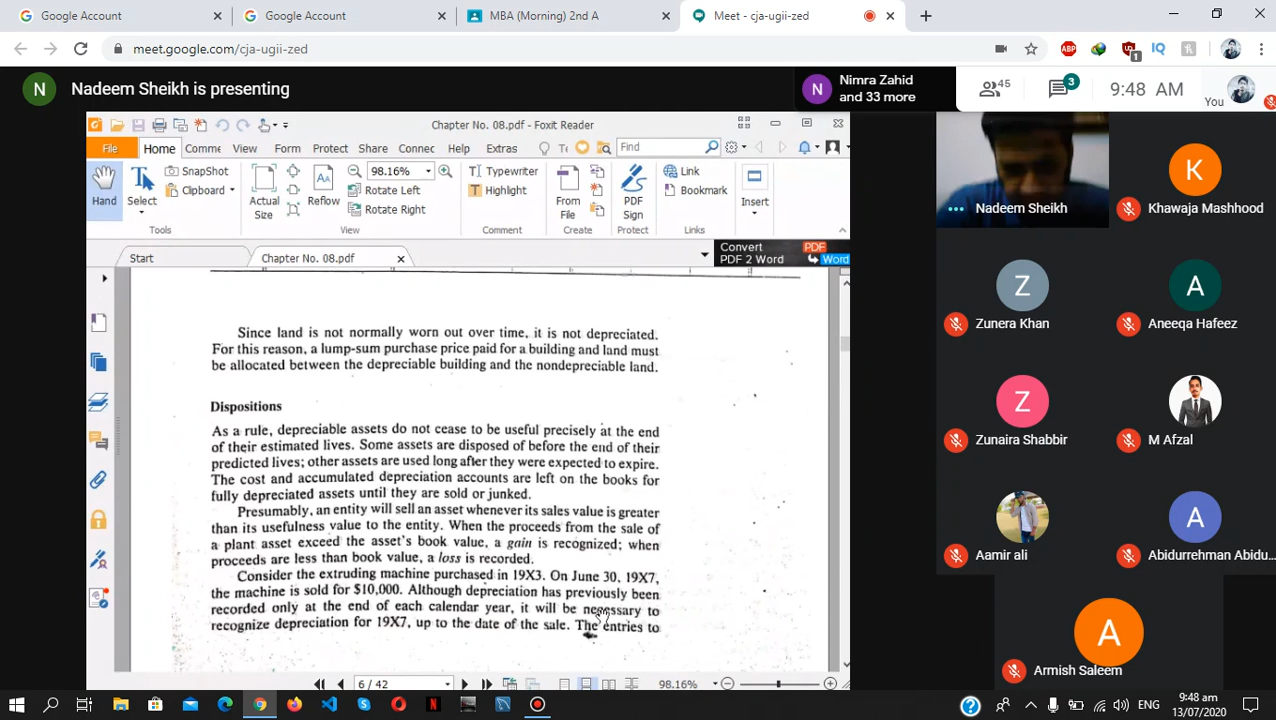 Google Account
Google Account
MBA (Morning) 2nd A
Meet - cja-ugii-zed
meet.google.com/cja-ugii-zed
ABP
1
IQ
N
Nadeem Sheikh is presenting
N
Nimra Zahid
and 33 more
45
3
9:48 AM
You
Chapter No. 08.pdf - Foxit Reader
File
Home
Comme
View
Form
Protect
Share
Connec
Help
Extras
Te
Find
Hand
Select
SnapShot
Clipboard
Tools
Actual
Size
Reflow
98.16%
Rotate Left
Rotate Right
View
Typewriter
Highlight
Comment
From
File
Create
PDF
Sign
Protect
Link
Bookmark
Links
Insert
Start
Chapter No. 08.pdf
Convert PDF
PDF 2 Word Word
Since land is not normally worn out over time, it is not depreciated.
For this reason, a lump-sum purchase price paid for a building and land must
be allocated between the depreciable building and the nondepreciable land.
Dispositions
As a rule, depreciable assets do not cease to be useful precisely at the end
of their estimated lives. Some assets are disposed of before the end of their
predicted lives; other assets are used long after they were expected to expire.
The cost and accumulated depreciation accounts are left on the books for
fully depreciated assets until they are sold or junked.
Presumably, an entity will sell an asset whenever its sales value is greater
than its usefulness value to the entity. When the proceeds from the sale of
a plant asset exceed the asset's book value, a gain is recognized; when
proceeds are less than book value, a loss is recorded.
Consider the extruding machine purchased in 19X3. On June 30, 19X7,
the machine is sold for $10,000. Although depreciation has previously been
recorded only at the end of each calendar year, it will be necessary to
recognize depreciation for 19X7, up to the date of the sale. The entries to
6 / 42
98.16%
Nadeem Sheikh
K
Khawaja Mashhood
Z
Zunera Khan
A
Aneeqa Hafeez
Z
Zunaira Shabbir
M Afzal
Aamir ali
A
Abidurrehman Abidu...
A
Armish Saleem
ENG
9:48 am
13/07/2020